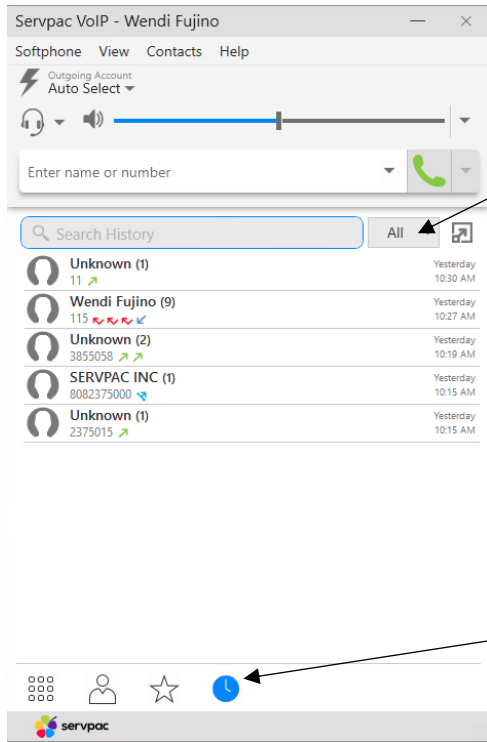 Servpac VoIP - Wendi Fujino
Softphone View Contacts Help
Outgoing Account
Auto Select
Enter name or number
Search History All
Unknown (1) Yesterday
11 10:30 AM
Wendi Fujino (9) Yesterday
115 10:27 AM
Unknown (2) Yesterday
3855058 10:19 AM
SERVPAC INC (1) Yesterday
8082375000 10:15 AM
Unknown (1) Yesterday
2375015 10:15 AM
servpac